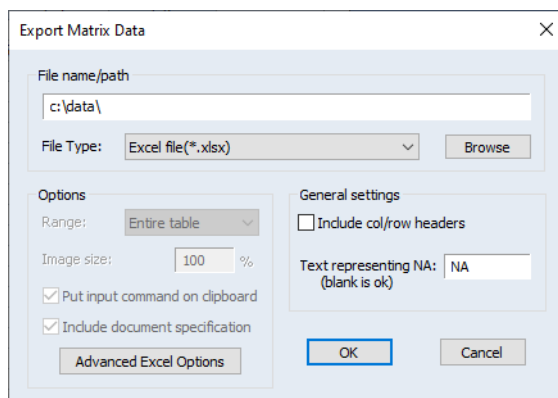 Export Matrix Data
File name/path
c:\data\
File Type: Excel file(*.xlsx) Browse
Options
Range: Entire table
Image size: 100 %
Put input command on clipboard
Include document specification
Advanced Excel Options
General settings
Include col/row headers
Text representing NA: NA
(blank is ok)
OK Cancel